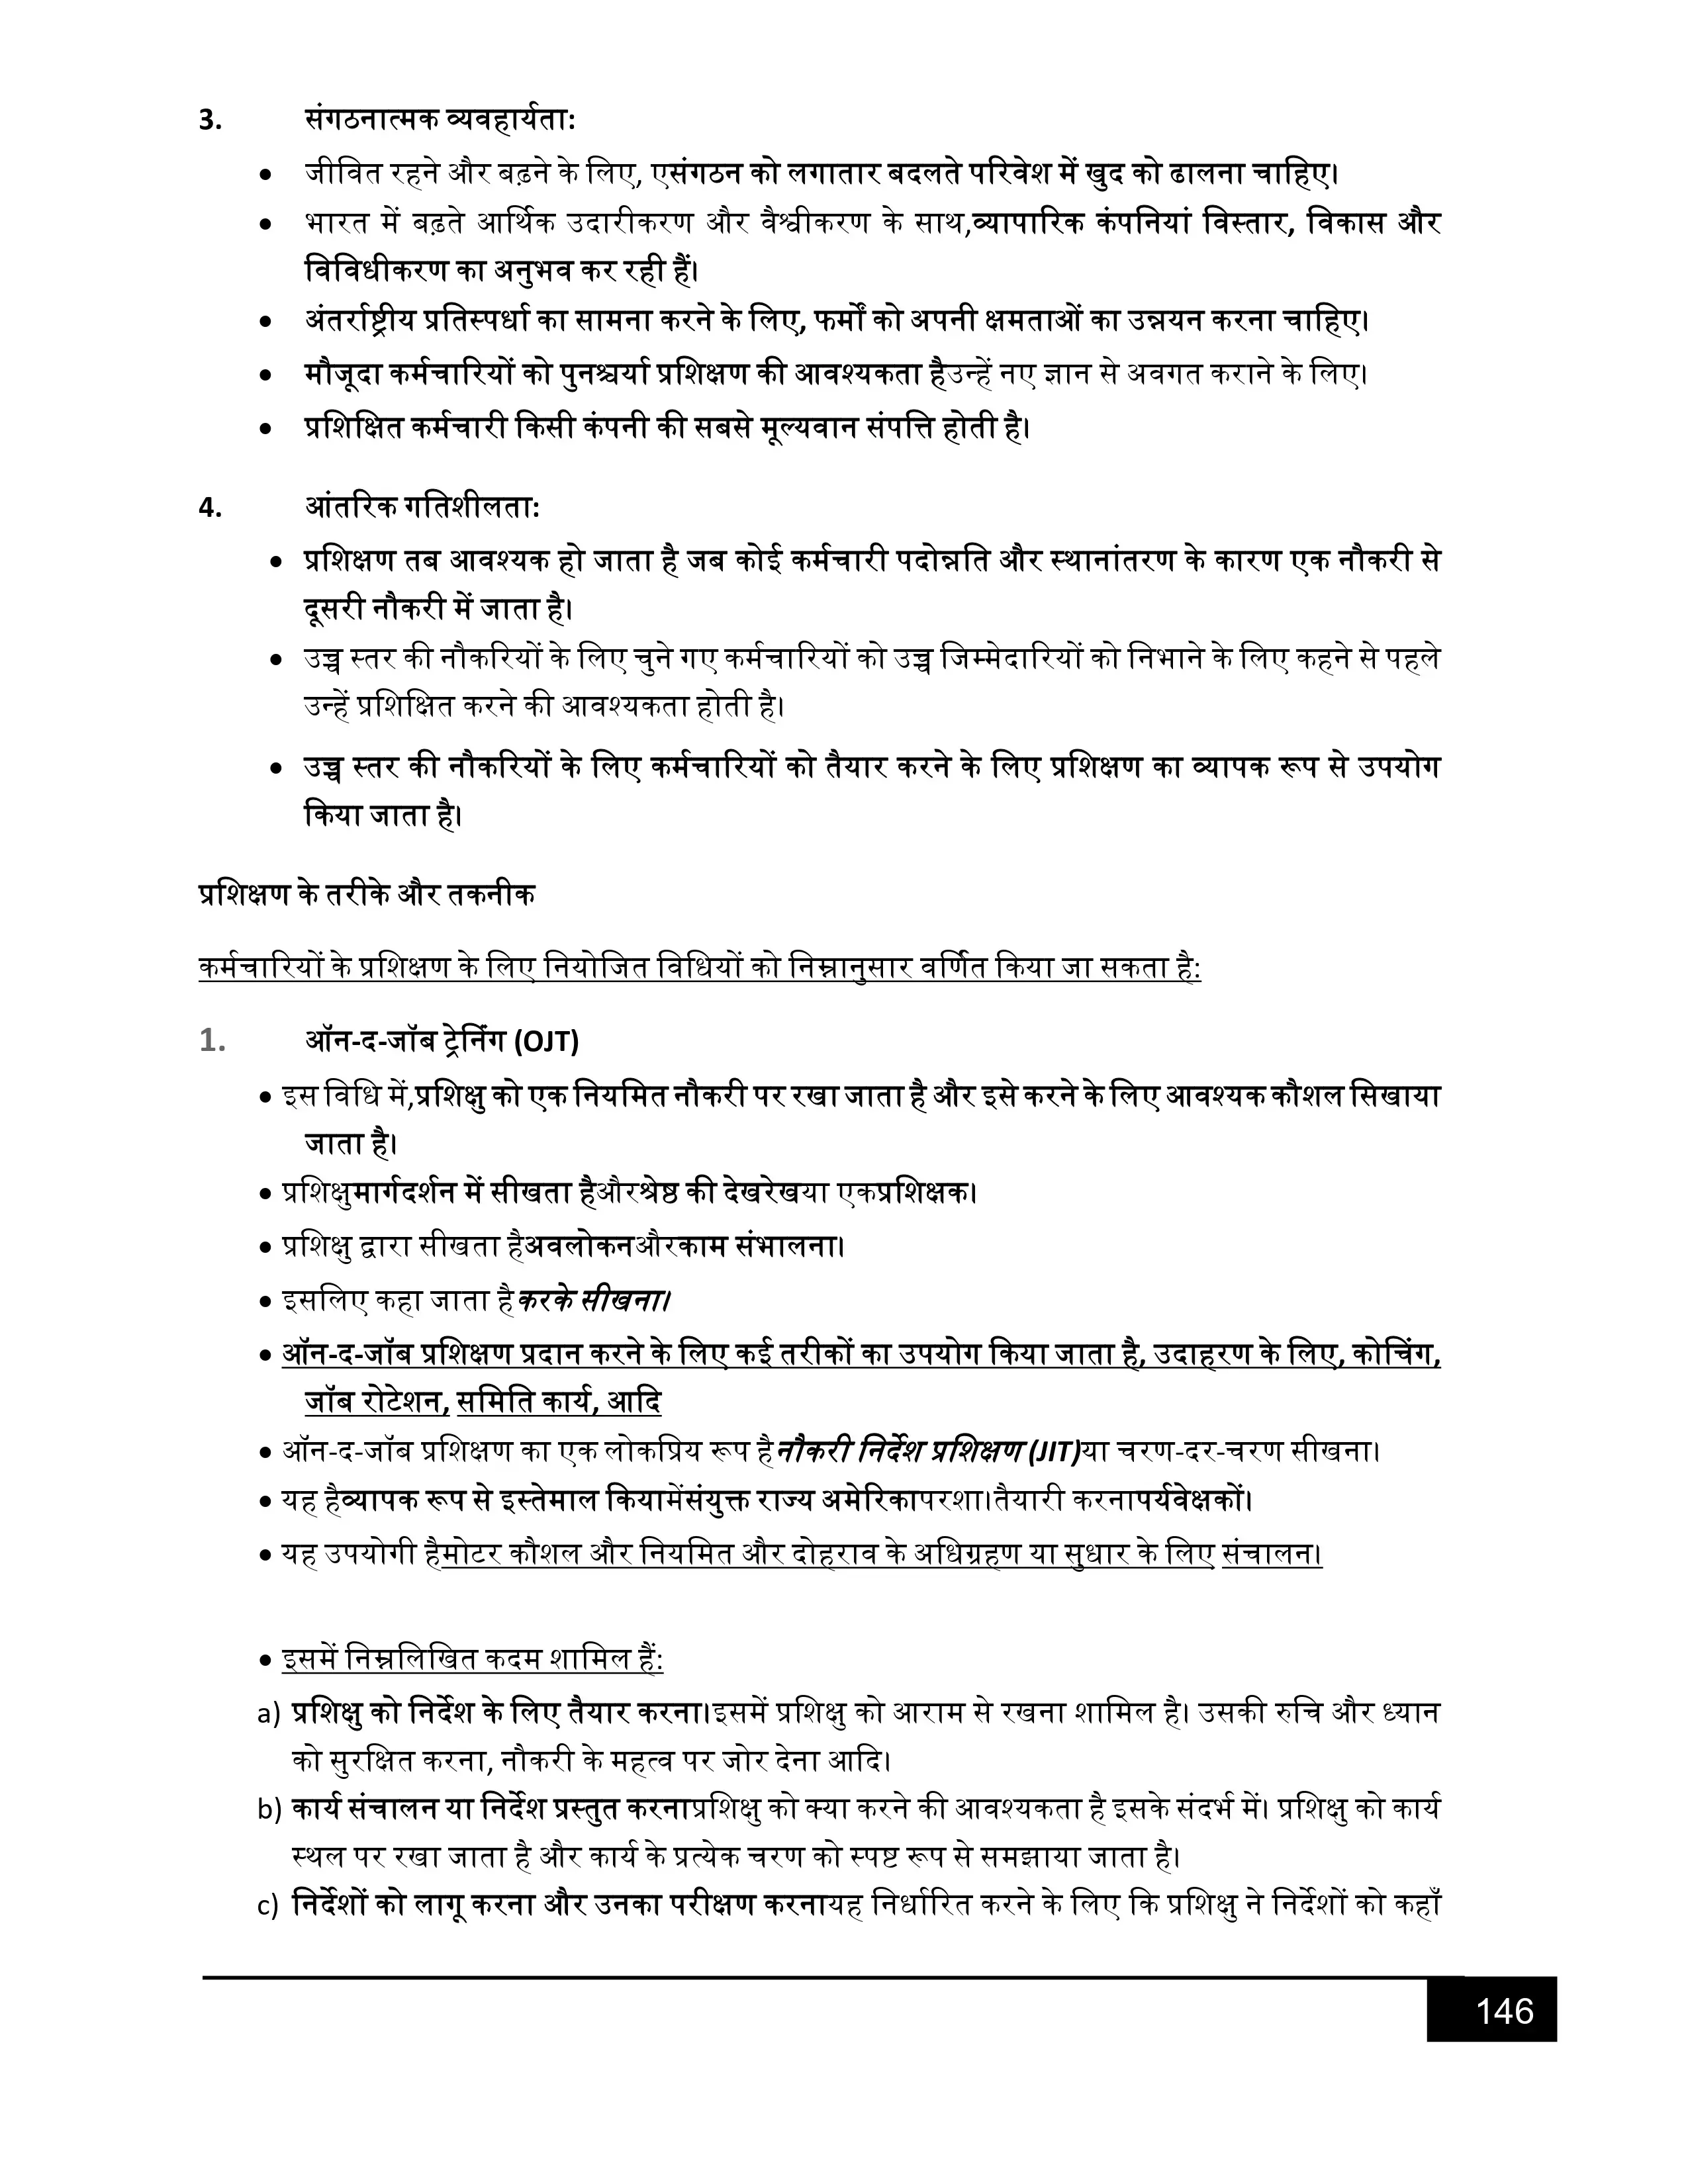 3. संगठनात्मक व्यवहार्यता:
• जीवित रहने और बढ़ने के लिए, एसंगठन को लगातार बदलते परिवेश में खुद को ढालना चाहिए।
• भारत में बढ़ते आर्थिक उदारीकरण और वैश्वीकरण के साथ,व्यापारिक कंपनियां विस्तार, विकास और
विविधीकरण का अनुभव कर रही हैं।
• अंतर्राष्ट्रीय प्रतिस्पर्धा का सामना करने के लिए, फर्मों को अपनी क्षमताओं का उन्नयन करना चाहिए।
• मौजूदा कर्मचारियों को पुनश्चर्या प्रशिक्षण की आवश्यकता हैउन्हें नए ज्ञान से अवगत कराने के लिए।
• प्रशिक्षित कर्मचारी किसी कंपनी की सबसे मूल्यवान संपत्ति होती है।
4. आंतरिक गतिशीलता:
• प्रशिक्षण तब आवश्यक हो जाता है जब कोई कर्मचारी पदोन्नति और स्थानांतरण के कारण एक नौकरी से
दूसरी नौकरी में जाता है।
• उच्च स्तर की नौकरियों के लिए चुने गए कर्मचारियों को उच्च जिम्मेदारियों को निभाने के लिए कहने से पहले
उन्हें प्रशिक्षित करने की आवश्यकता होती है।
• उच्च स्तर की नौकरियों के लिए कर्मचारियों को तैयार करने के लिए प्रशिक्षण का व्यापक रूप से उपयोग
किया जाता है।
प्रशिक्षण के तरीके और तकनीक
कर्मचारियों के प्रशिक्षण के लिए नियोजित विधियों को निम्नानुसार वर्णित किया जा सकता है:
1. ऑन-द-जॉब ट्रेनिंग (OJT)
• इस विधि में,प्रशिक्षु को एक नियमित नौकरी पर रखा जाता है और इसे करने के लिए आवश्यक कौशल सिखाया
जाता है।
• प्रशिक्षुमार्गदर्शन में सीखता हैऔरश्रेष्ठ की देखरेखया एकप्रशिक्षक।
• प्रशिक्षु द्वारा सीखता हैअवलोकनऔरकाम संभालना।
• इसलिए कहा जाता हैकरके सीखना।
• ऑन-द-जॉब प्रशिक्षण प्रदान करने के लिए कई तरीकों का उपयोग किया जाता है, उदाहरण के लिए, कोचिंग,
जॉब रोटेशन, समिति कार्य, आदि
• ऑन-द-जॉब प्रशिक्षण का एक लोकप्रिय रूप हैनौकरी निर्देश प्रशिक्षण (JIT)या चरण-दर-चरण सीखना।
• यह हैव्यापक रूप से इस्तेमाल कियामेंसंयुक्त राज्य अमेरिकापरशा।तैयारी करनापर्यवेक्षकों।
• यह उपयोगी हैमोटर कौशल और नियमित और दोहराव के अधिग्रहण या सुधार के लिए संचालन।
• इसमें निम्नलिखित कदम शामिल हैं:
a) प्रशिक्षु को निर्देश के लिए तैयार करना।इसमें प्रशिक्षु को आराम से रखना शामिल है। उसकी रुचि और ध्यान
को सुरक्षित करना, नौकरी के महत्व पर जोर देना आदि।
b) कार्य संचालन या निर्देश प्रस्तुत करनाप्रशिक्षु को क्या करने की आवश्यकता है इसके संदर्भ में। प्रशिक्षु को कार्य
स्थल पर रखा जाता है और कार्य के प्रत्येक चरण को स्पष्ट रूप से समझाया जाता है।
c) निर्देशों को लागू करना और उनका परीक्षण करनायह निर्धारित करने के लिए कि प्रशिक्षु ने निर्देशों को कहाँ
146